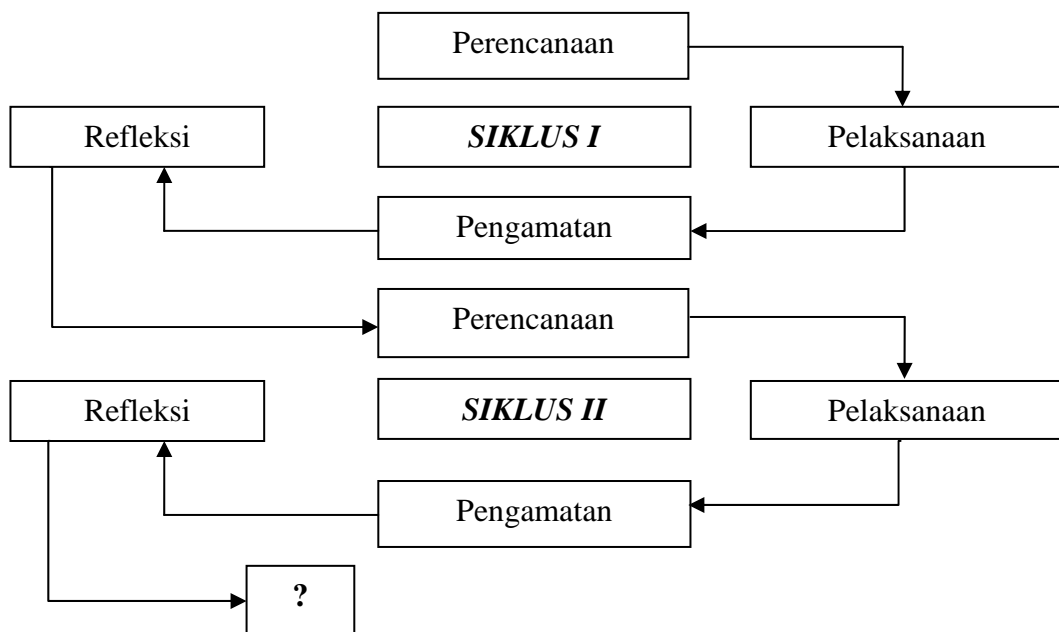 Perencanaan
Refleksi
SIKLUS I
Pelaksanaan
Pengamatan
Perencanaan
Refleksi
SIKLUS II
Pelaksanaan
Pengamatan
?